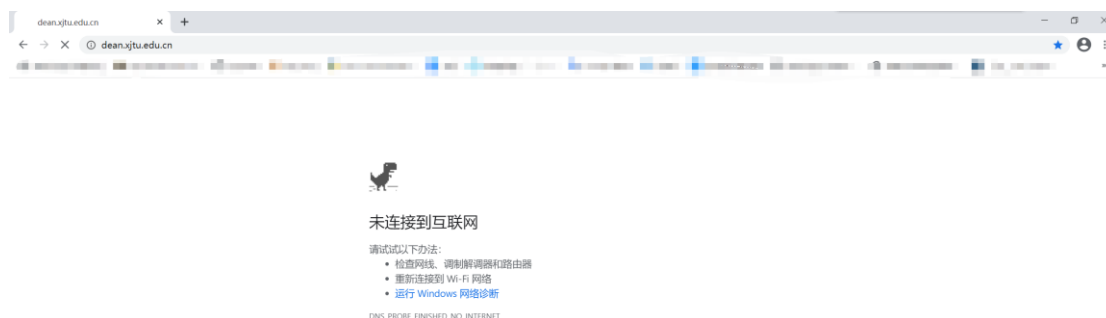 dean.xjtu.edu.cn
dean.xjtu.edu.cn
未连接到互联网
请试试以下办法：
检查网线、调制解调器和路由器
重新连接到 Wi-Fi 网络
运行 Windows 网络诊断
DNS_PROBE_FINISHED_NO_INTERNET